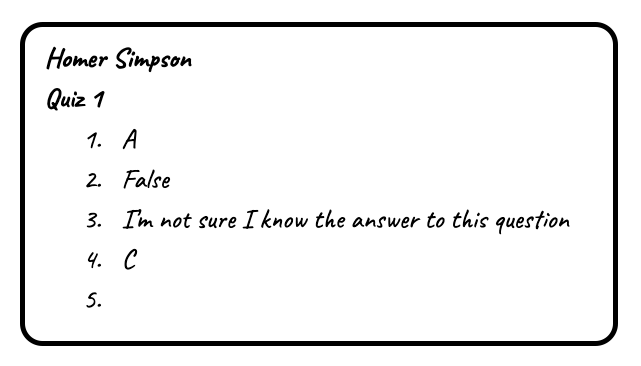 Homer Simpson
Quiz 1
1. A
2. False
3. I'm not sure I know the answer to this question
4. C
5.